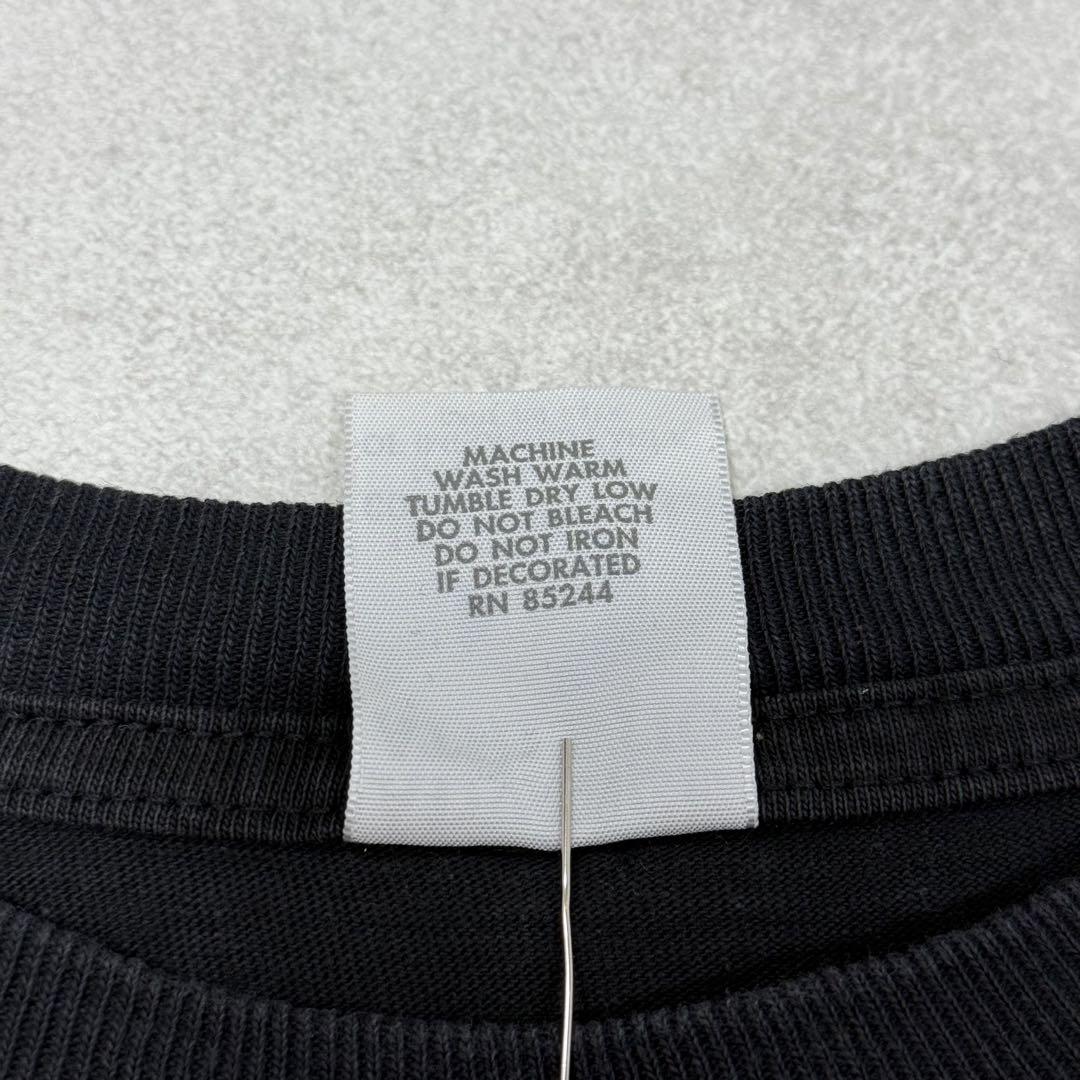 MACHINE
WASH WARM
TUMBLE DRY LOW
DO NOT BLEACH
DO NOT IRON
IF DECORATED
RN 85244